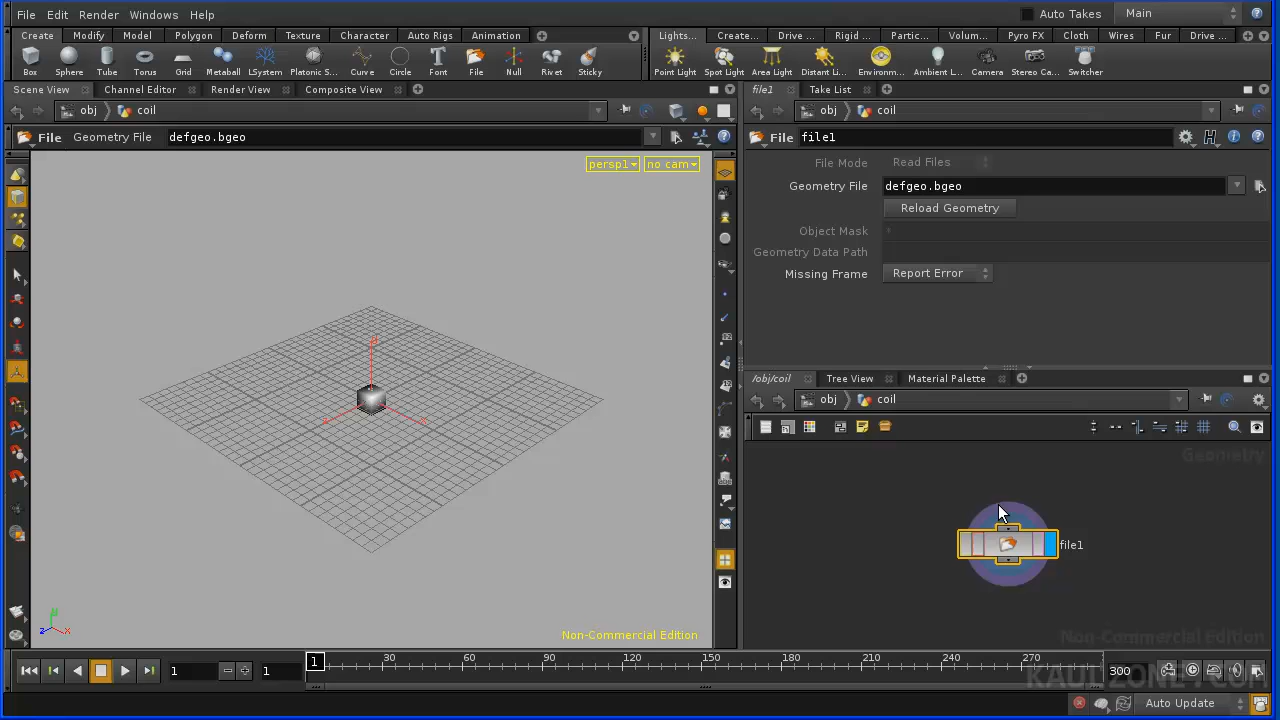 File Edit Render Windows Help Auto Takes Main
Create Modify Model Polygon Deform Texture Character Auto Rigs Animation Lights... Create... Drive ... Rigid ... Partic... Volum... Pyro FX Cloth Wires Fur Drive ...
Box Sphere Tube Torus Grid Metaball LSystem Platonic S... Curve Circle Font File Null Rivet Sticky Point Light Spot Light Area Light Distant Li... Environm... Ambient L... Camera Stereo Ca... Switcher
Scene View Channel Editor Render View Composite View file1 Take List
obj coil obj coil
File Geometry File defgeo.bgeo File file1
persp1 no cam
File Mode Read Files
Geometry File defgeo.bgeo
Reload Geometry
Object Mask *
Geometry Data Path
Missing Frame Report Error
/obj/coil Tree View Material Palette
obj coil
Geometry
file1
Non-Commercial Edition
Non-Commercial Edition
y
z x
1 1 1 30 60 90 120 150 180 210 240 270 300
KAULZONE.COM
Auto Update